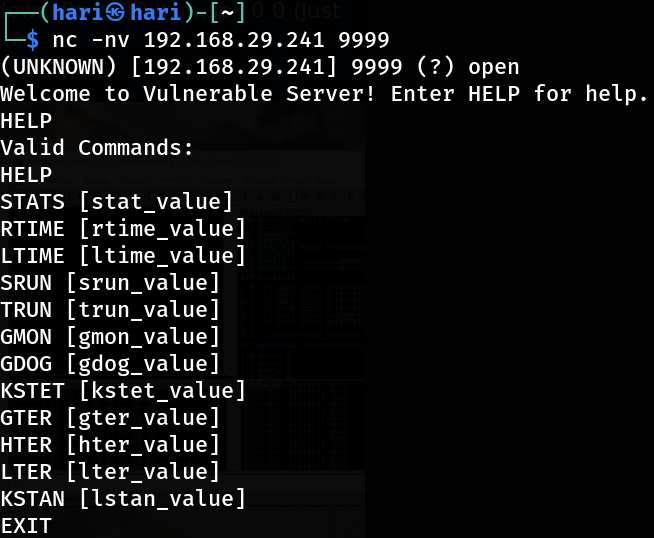 ┌──(hari㉿hari)-[~]
└─$ nc -nv 192.168.29.241 9999
(UNKNOWN) [192.168.29.241] 9999 (?) open
Welcome to Vulnerable Server! Enter HELP for help.
HELP
Valid Commands:
HELP
STATS [stat_value]
RTIME [rtime_value]
LTIME [ltime_value]
SRUN [srun_value]
TRUN [trun_value]
GMON [gmon_value]
GDOG [gdog_value]
KSTET [kstet_value]
GTER [gter_value]
HTER [hter_value]
LTER [lter_value]
KSTAN [lstan_value]
EXIT